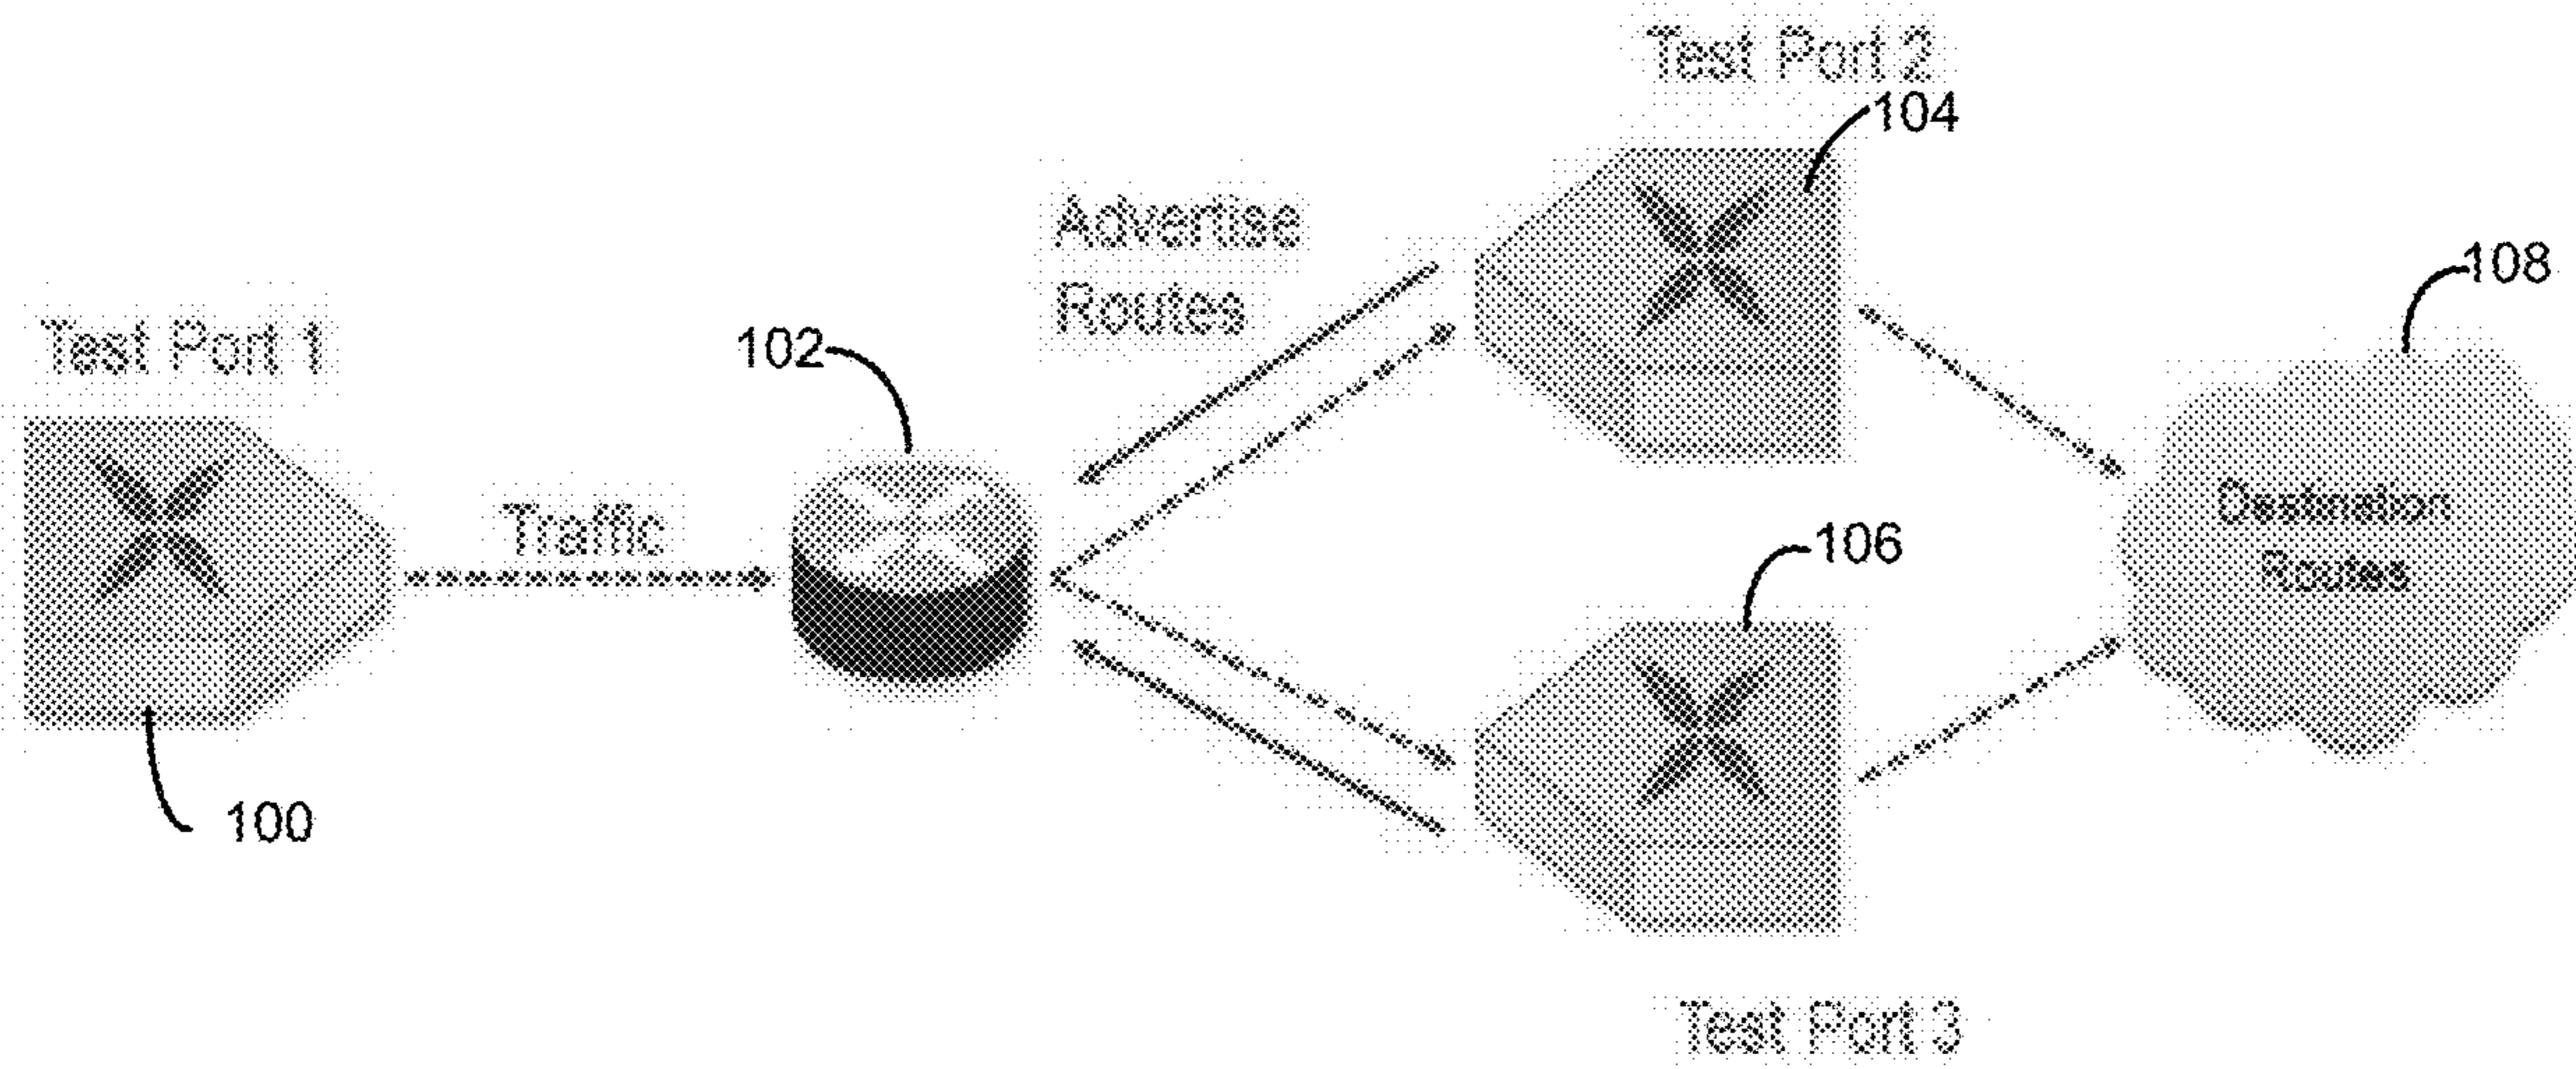 Test Port 2
104
Advertise
Routes
108
Test Port 1
102
Traffic
Destination
Routes
106
100
Test Port 3